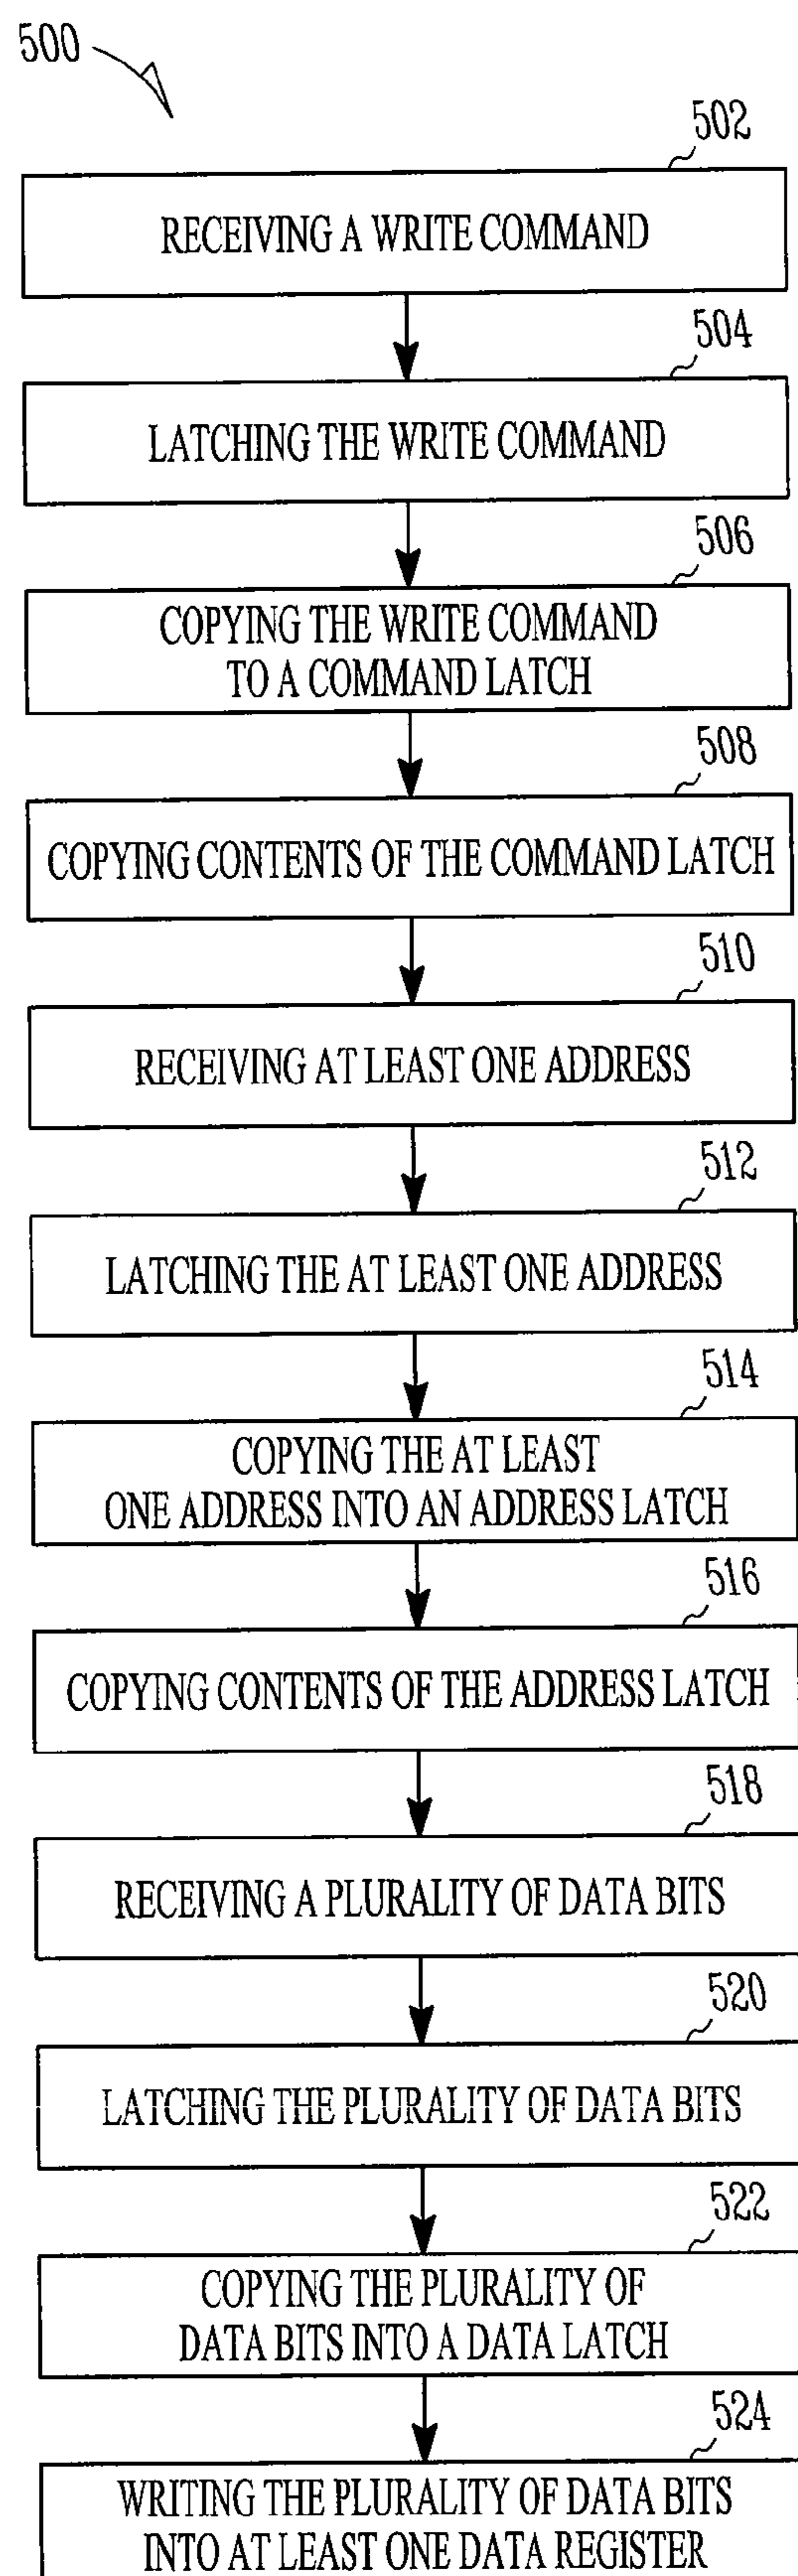 500
502
RECEIVING A WRITE COMMAND
504
LATCHING THE WRITE COMMAND
506
COPYING THE WRITE COMMAND
TO A COMMAND LATCH
508
COPYING CONTENTS OF THE COMMAND LATCH
510
RECEIVING AT LEAST ONE ADDRESS
512
LATCHING THE AT LEAST ONE ADDRESS
514
COPYING THE AT LEAST
ONE ADDRESS INTO AN ADDRESS LATCH
516
COPYING CONTENTS OF THE ADDRESS LATCH
518
RECEIVING A PLURALITY OF DATA BITS
520
LATCHING THE PLURALITY OF DATA BITS
522
COPYING THE PLURALITY OF
DATA BITS INTO A DATA LATCH
524
WRITING THE PLURALITY OF DATA BITS
INTO AT LEAST ONE DATA REGISTER